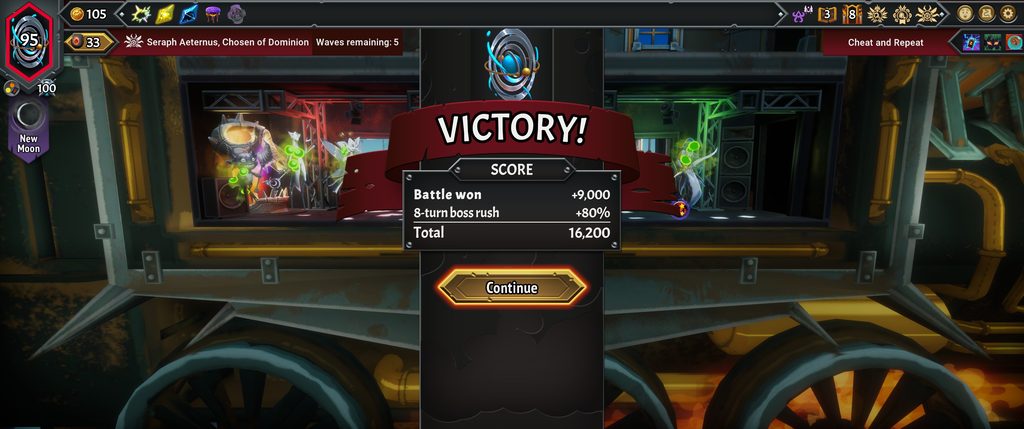 105
3
8
95
33
Seraph Aeternus, Chosen of Dominion
Waves remaining: 5
Cheat and Repeat
100
New
Moon
VICTORY!
SCORE
Battle won +9,000
8-turn boss rush +80%
Total 16,200
Continue